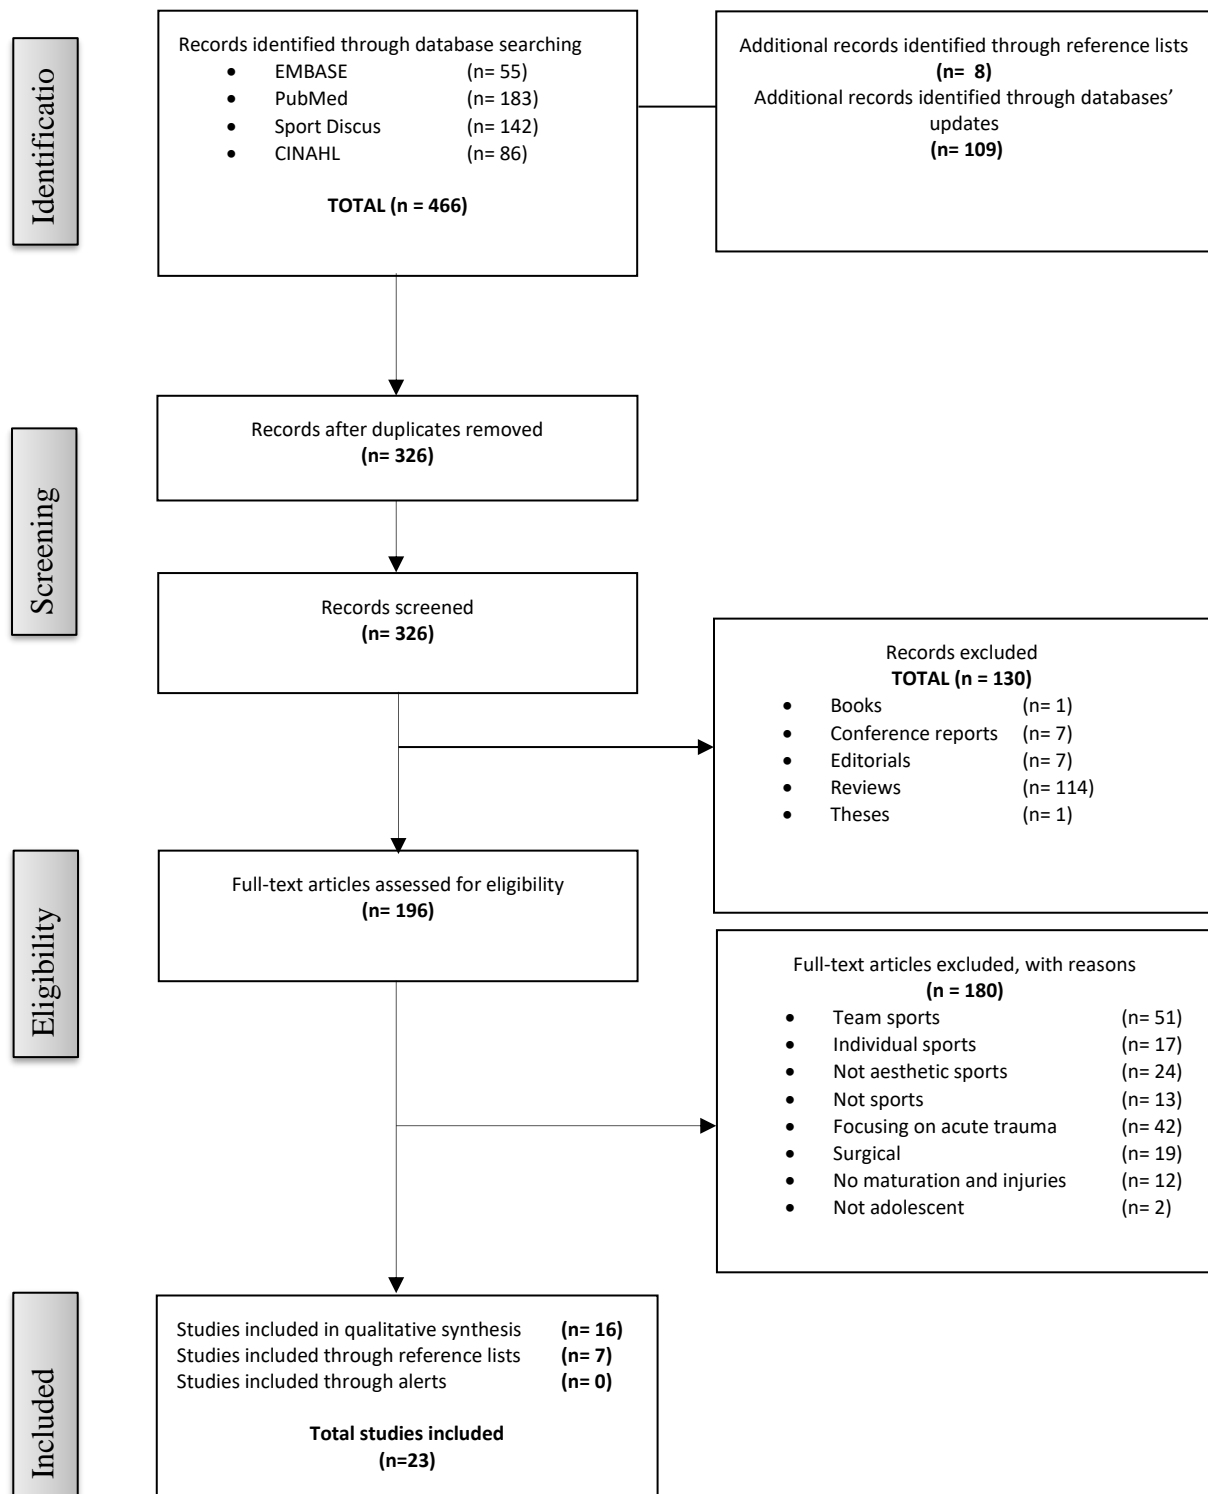 Identificatio
Records identified through database searching
• EMBASE (n= 55)
• PubMed (n= 183)
• Sport Discus (n= 142)
• CINAHL (n= 86)
TOTAL (n = 466)
Additional records identified through reference lists
(n= 8)
Additional records identified through databases’
updates
(n= 109)
Screening
Records after duplicates removed
(n= 326)
Records screened
(n= 326)
Records excluded
TOTAL (n = 130)
• Books (n= 1)
• Conference reports (n= 7)
• Editorials (n= 7)
• Reviews (n= 114)
• Theses (n= 1)
Eligibility
Full-text articles assessed for eligibility
(n= 196)
Full-text articles excluded, with reasons
(n = 180)
• Team sports (n= 51)
• Individual sports (n= 17)
• Not aesthetic sports (n= 24)
• Not sports (n= 13)
• Focusing on acute trauma (n= 42)
• Surgical (n= 19)
• No maturation and injuries (n= 12)
• Not adolescent (n= 2)
Included
Studies included in qualitative synthesis (n= 16)
Studies included through reference lists (n= 7)
Studies included through alerts (n= 0)
Total studies included
(n=23)